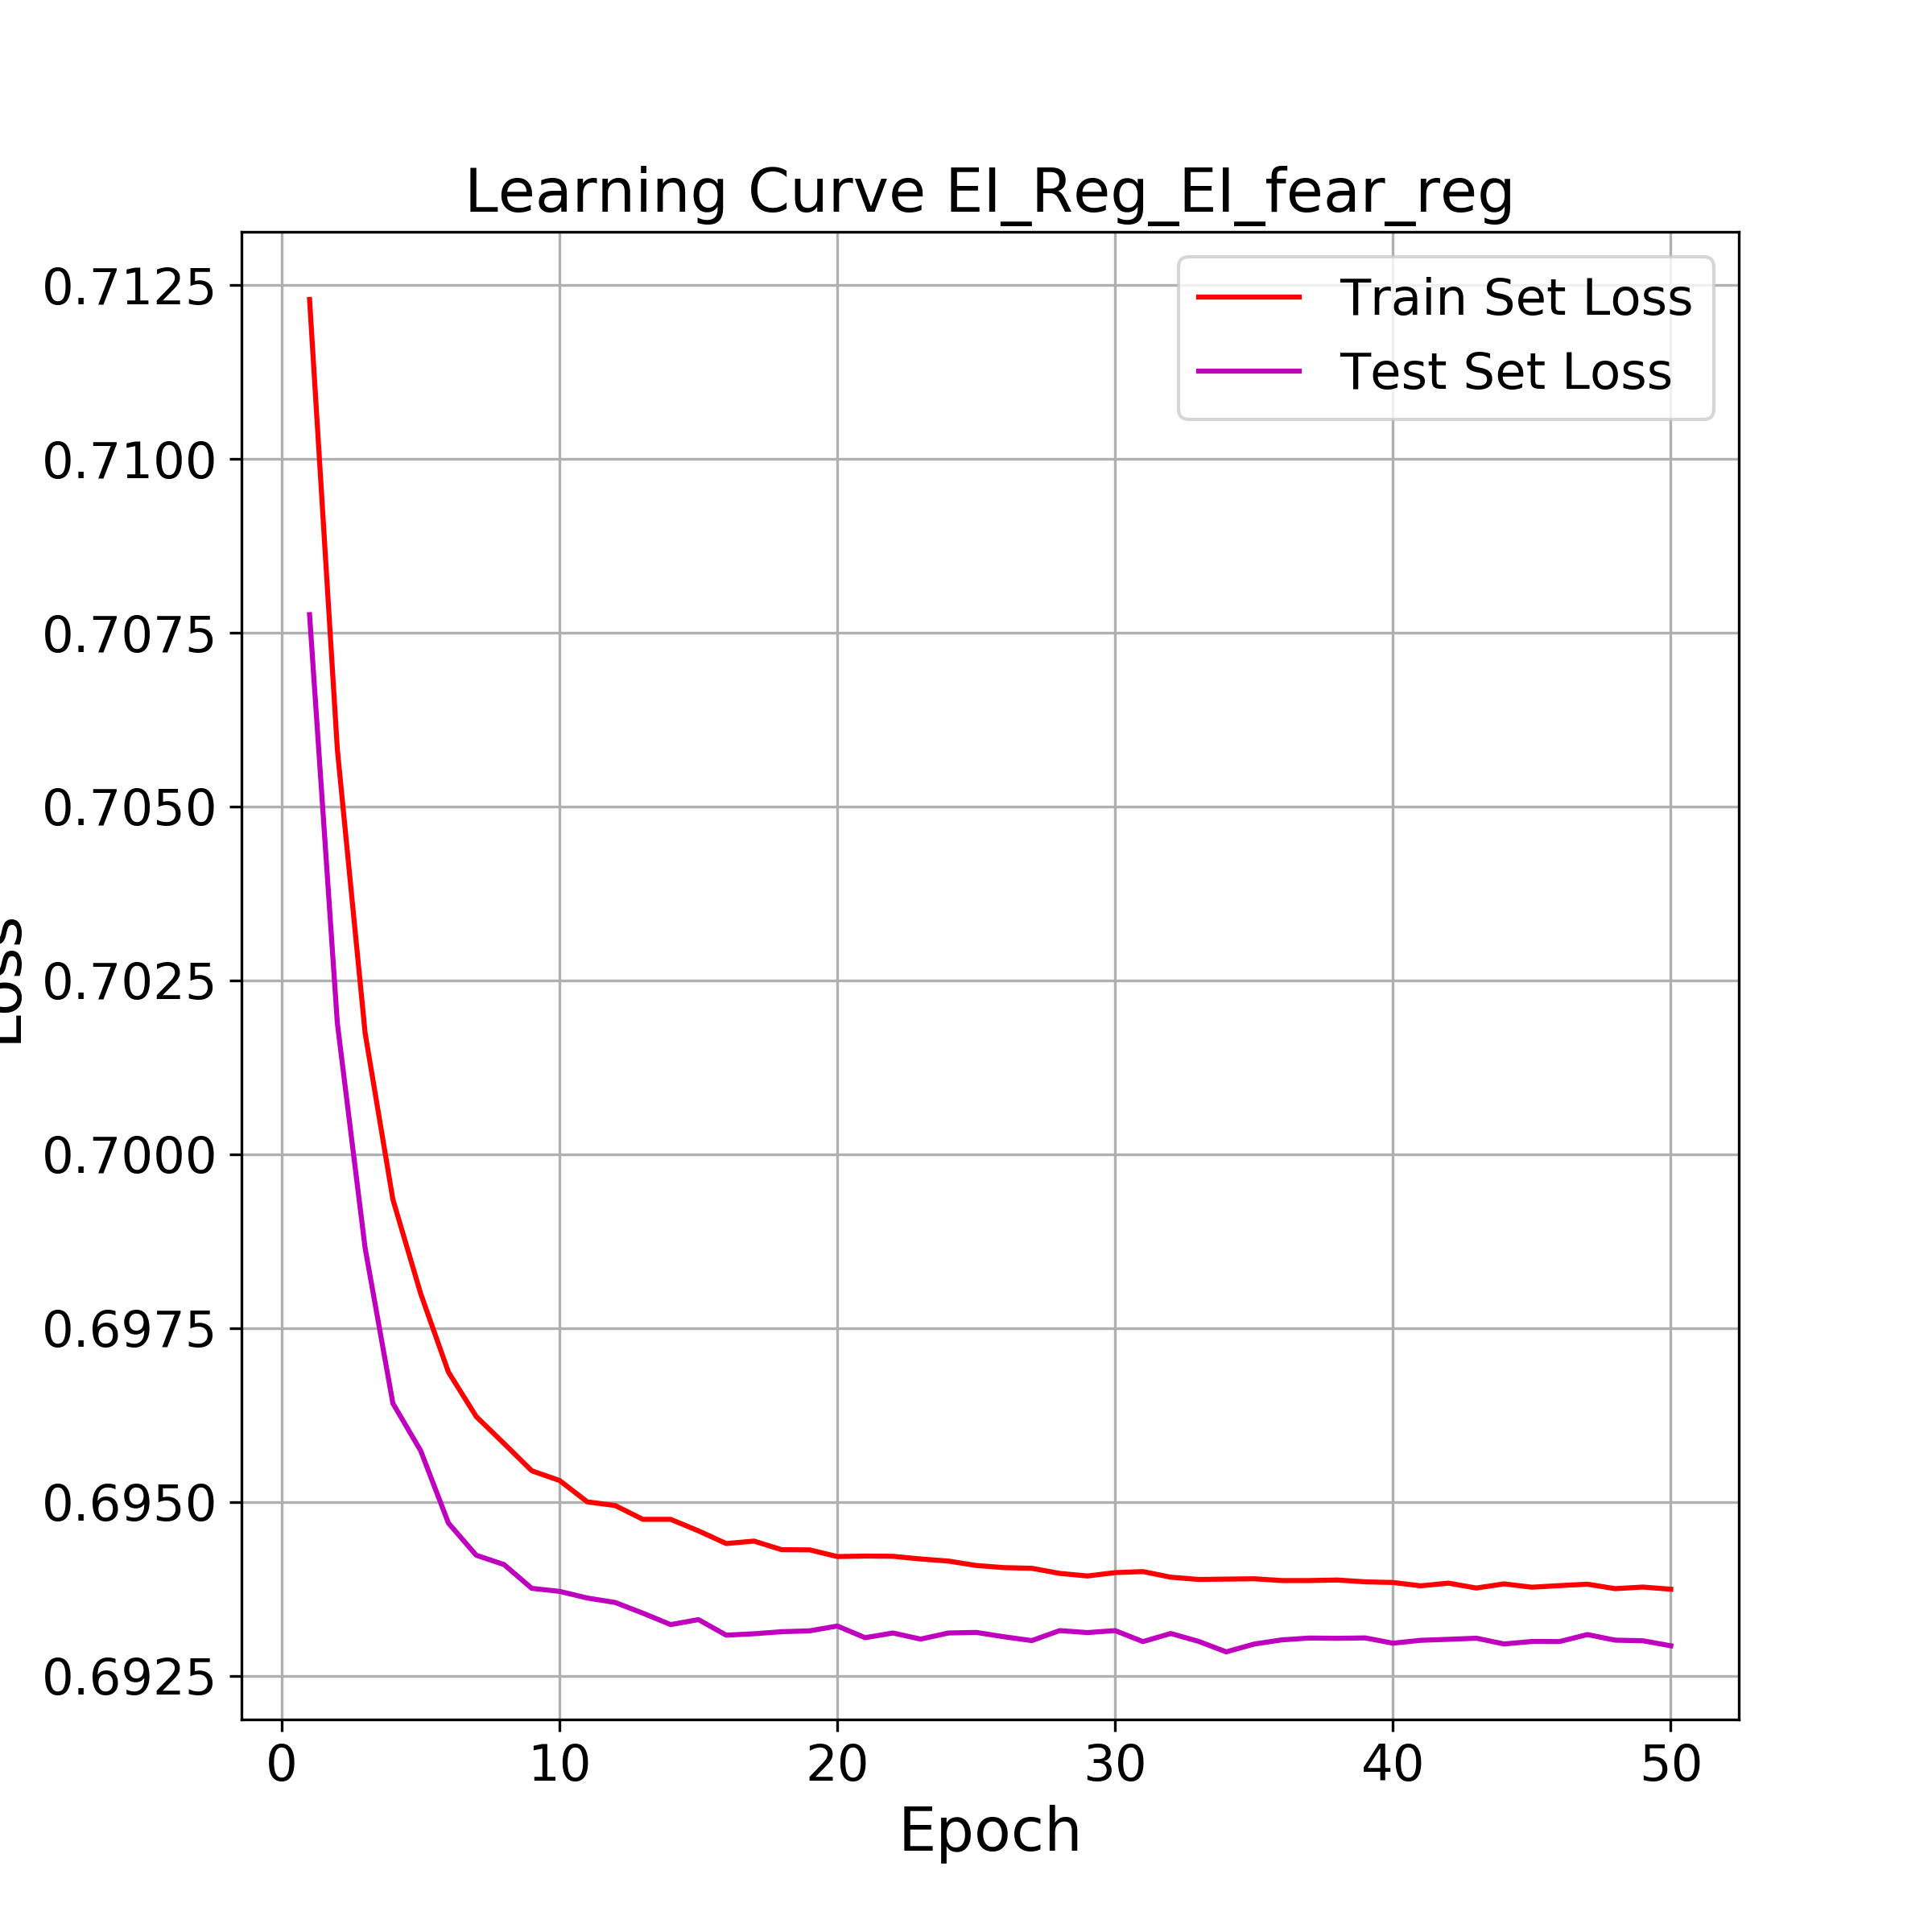 Learning Curve EI_Reg_EI_fear_reg
Train Set Loss
Test Set Loss
0.7125
0.7100
0.7075
0.7050
0.7025
0.7000
0.6975
0.6950
0.6925
Loss
0 10 20 30 40 50
Epoch